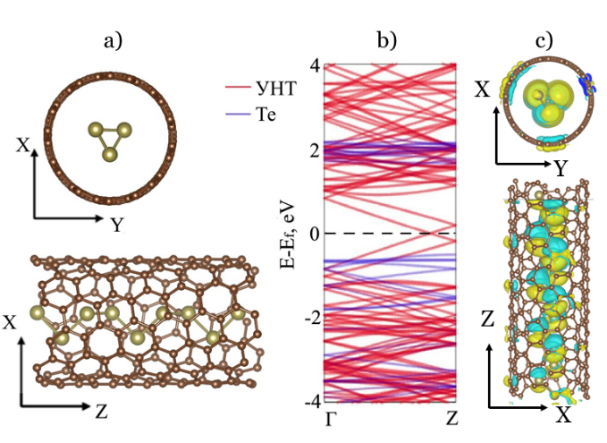 a)
X
Y
X
Z
b)
УНТ
Te
E-Ef, eV
4
2
0
-2
-4
Γ
Z
c)
X
Y
Z
X